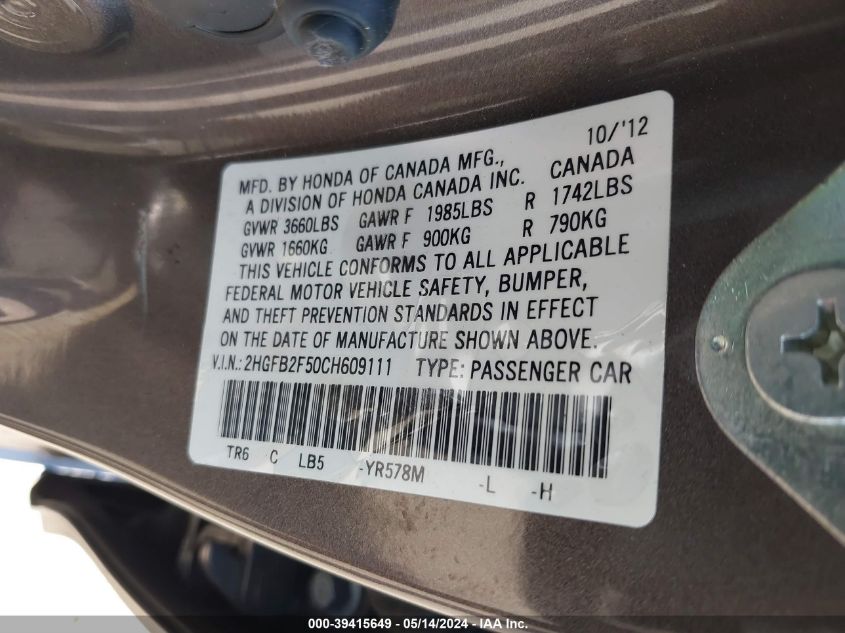 10/'12
MFD. BY HONDA OF CANADA MFG., CANADA
A DIVISION OF HONDA CANADA INC.
GVWR 3660LBS GAWR F 1985LBS R 1742LBS
GVWR 1660KG GAWR F 900KG R 790KG
THIS VEHICLE CONFORMS TO ALL APPLICABLE
FEDERAL MOTOR VEHICLE SAFETY, BUMPER,
AND THEFT PREVENTION STANDARDS IN EFFECT
ON THE DATE OF MANUFACTURE SHOWN ABOVE.
V.I.N.: 2HGFB2F50CH609111 TYPE: PASSENGER CAR
TR6 C LB5 -YR578M -L -H
000-39415649 - 05/14/2024 - IAA Inc.